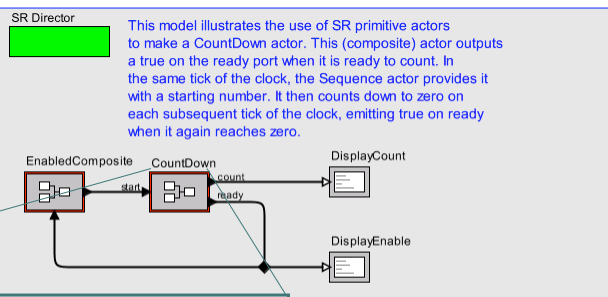 SR Director
This model illustrates the use of SR primitive actors
to make a CountDown actor. This (composite) actor outputs
a true on the ready port when it is ready to count. In
the same tick of the clock, the Sequence actor provides it
with a starting number. It then counts down to zero on
each subsequent tick of the clock, emitting true on ready
when it again reaches zero.
EnabledComposite
CountDown
DisplayCount
start
count
ready
DisplayEnable